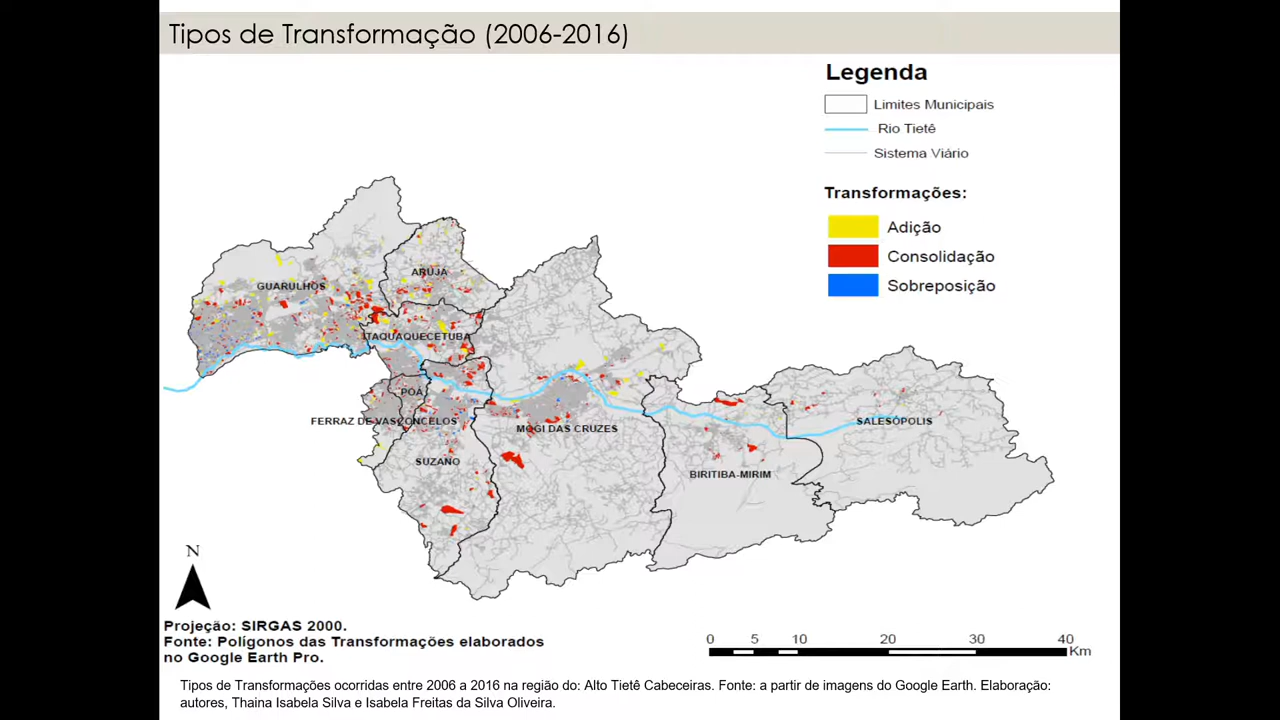 Tipos de Transformação (2006-2016)
Legenda
Limites Municipais
Rio Tietê
Sistema Viário
Transformações:
Adição
Consolidação
Sobreposição
ARUJÁ
GUARULHOS
ITAQUAQUECETUBA
POÁ
FERRAZ DE VASCONCELOS
MOGI DAS CRUZES
SALESÓPOLIS
SUZANO
BIRITIBA-MIRIM
N
Projeção: SIRGAS 2000.
Fonte: Polígonos das Transformações elaborados
no Google Earth Pro.
0 5 10 20 30 40
Km
Tipos de Transformações ocorridas entre 2006 a 2016 na região do: Alto Tietê Cabeceiras. Fonte: a partir de imagens do Google Earth. Elaboração:
autores, Thaina Isabela Silva e Isabela Freitas da Silva Oliveira.